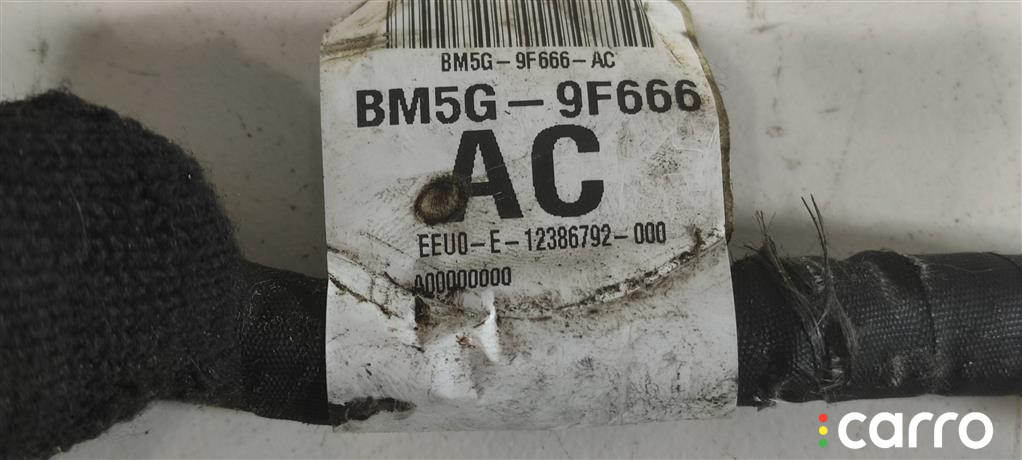 BM5G-9F666-AC
BM5G-9F666
AC
EEU0-E-12386792-000
A00000000
carro